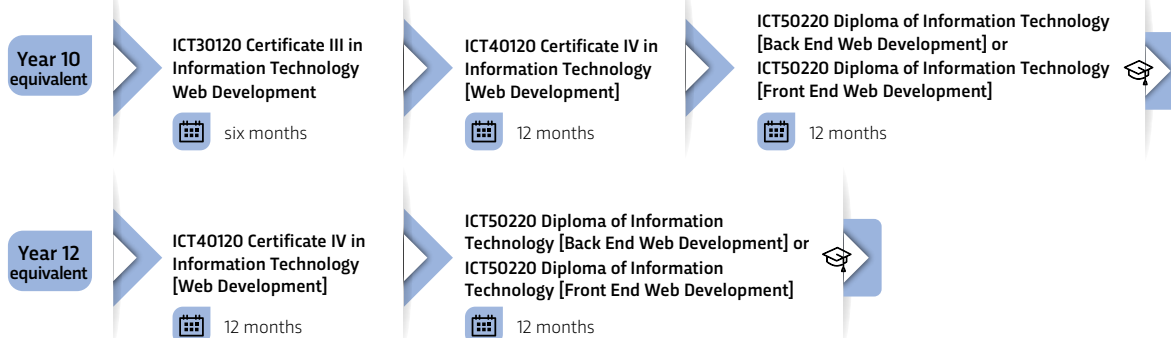 Year 10
equivalent
ICT30120 Certificate III in
Information Technology
Web Development
six months
ICT40120 Certificate IV in
Information Technology
[Web Development]
12 months
ICT50220 Diploma of Information Technology
[Back End Web Development] or
ICT50220 Diploma of Information Technology
[Front End Web Development]
12 months
Year 12
equivalent
ICT40120 Certificate IV in
Information Technology
[Web Development]
12 months
ICT50220 Diploma of Information
Technology [Back End Web Development] or
ICT50220 Diploma of Information
Technology [Front End Web Development]
12 months